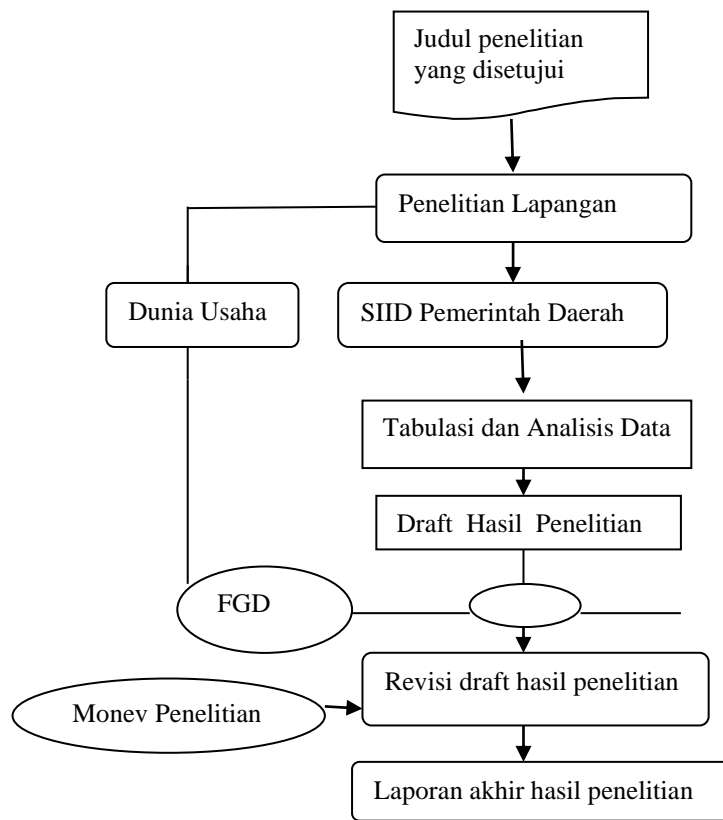 Judul penelitian
yang disetujui
Penelitian Lapangan
Dunia Usaha
SIID Pemerintah Daerah
Tabulasi dan Analisis Data
Draft Hasil Penelitian
FGD
Revisi draft hasil penelitian
Monev Penelitian
Laporan akhir hasil penelitian